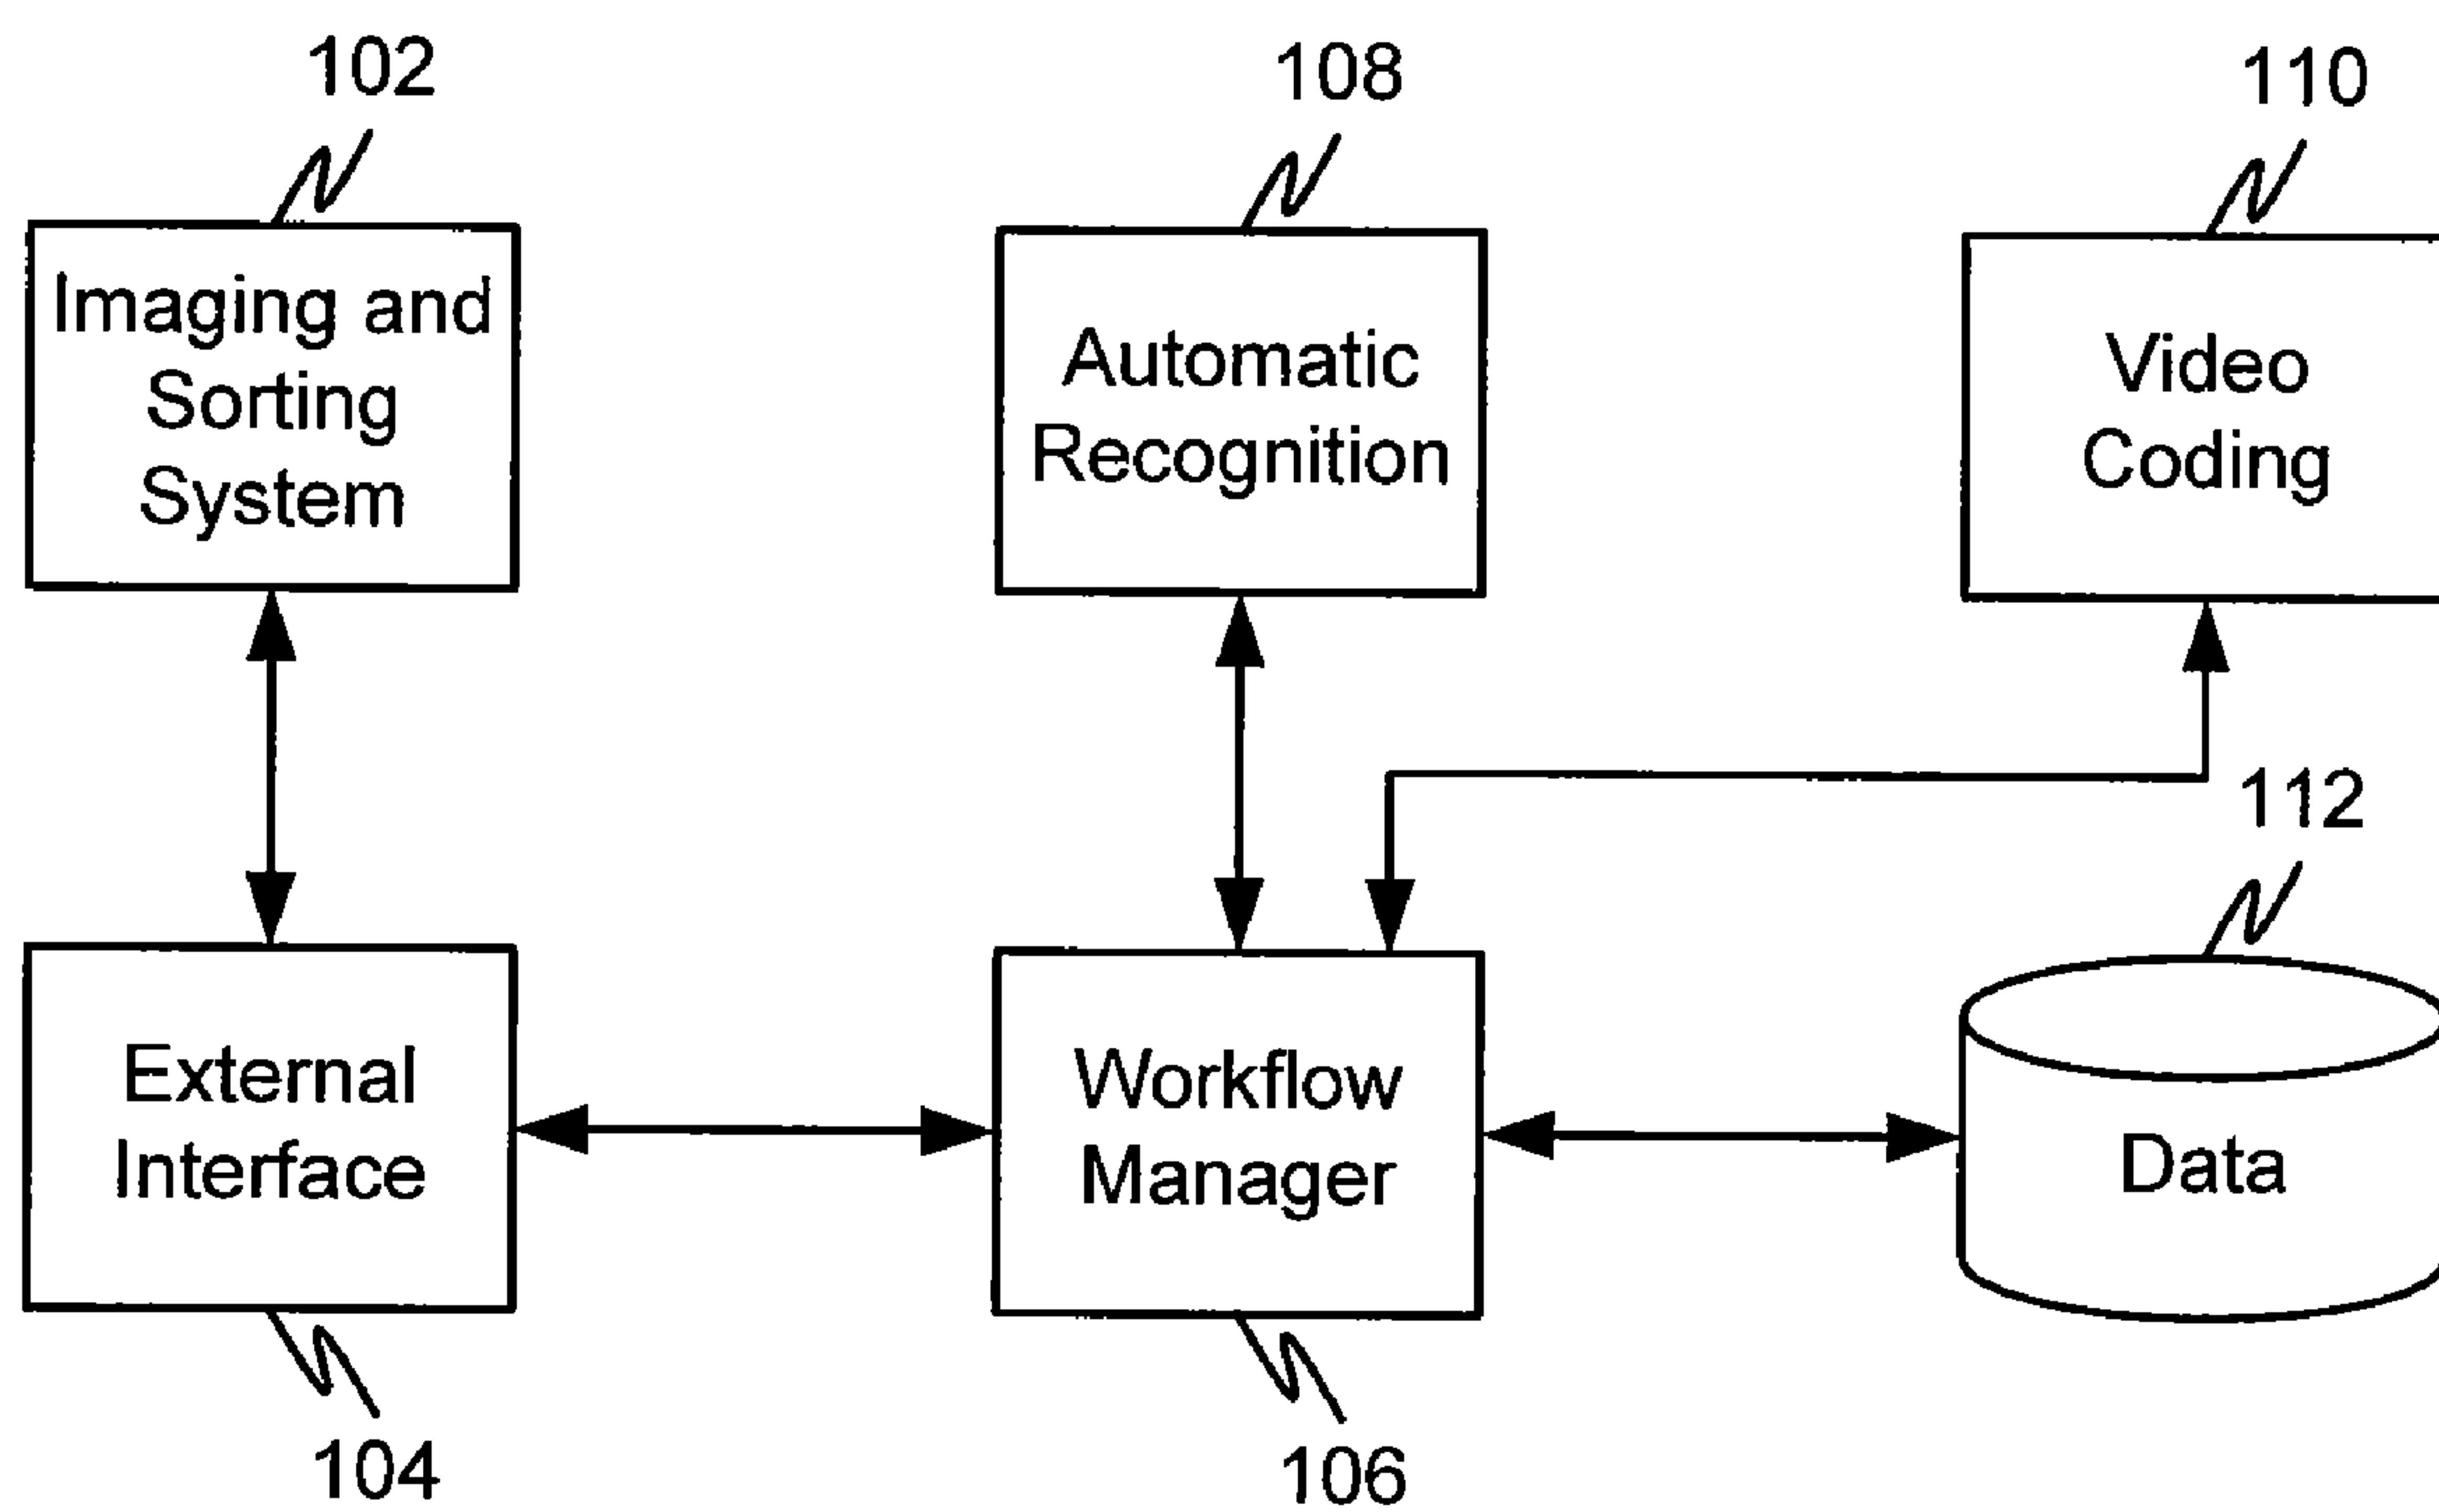 102
108
110
Imaging and
Sorting
System
Automatic
Recognition
Video
Coding
112
External
Interface
Workflow
Manager
Data
104
106